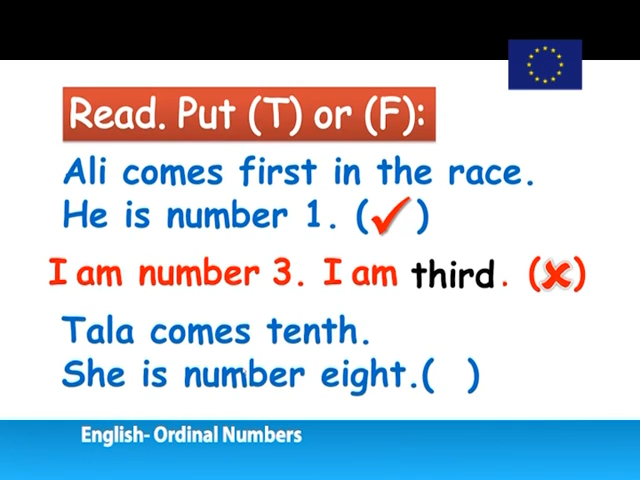 Read. Put (T) or (F):
Ali comes first in the race.
He is number 1. (✓)
I am number 3. I am third. (✗)
Tala comes tenth.
She is number eight.( )
English- Ordinal Numbers